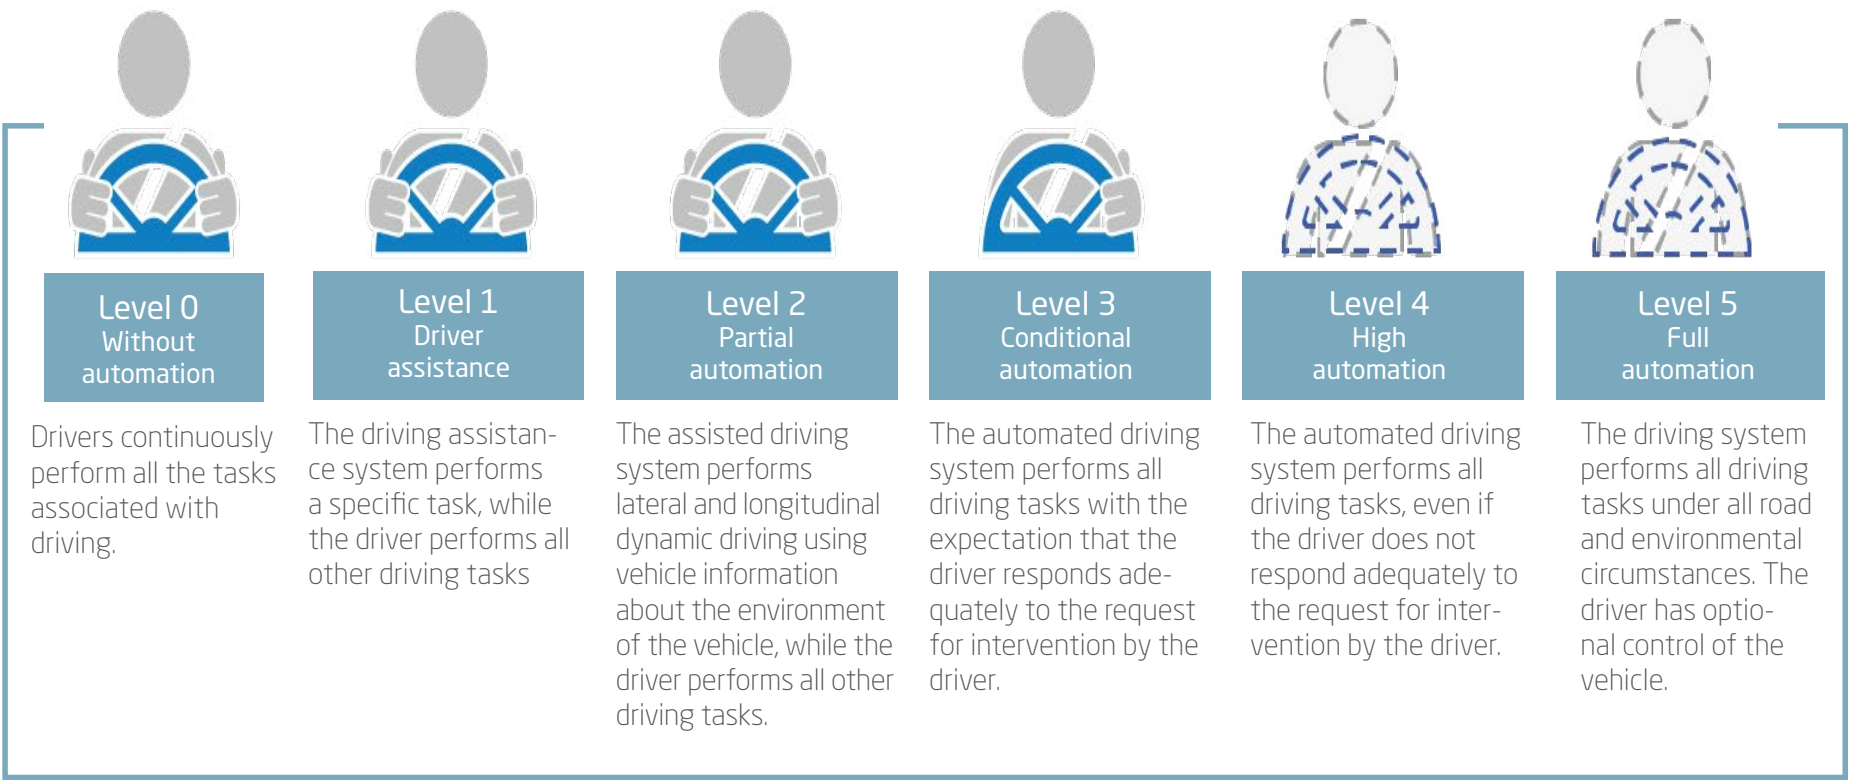 Level 0
Without
automation
Drivers continuously
perform all the tasks
associated with
driving.
Level 1
Driver
assistance
The driving assistan-
ce system performs
a specific task, while
the driver performs all
other driving tasks
Level 2
Partial
automation
The assisted driving
system performs
lateral and longitudinal
dynamic driving using
vehicle information
about the environment
of the vehicle, while the
driver performs all other
driving tasks.
Level 3
Conditional
automation
The automated driving
system performs all
driving tasks with the
expectation that the
driver responds ade-
quately to the request
for intervention by the
driver.
Level 4
High
automation
The automated driving
system performs all
driving tasks, even if
the driver does not
respond adequately to
the request for inter-
vention by the driver.
Level 5
Full
automation
The driving system
performs all driving
tasks under all road
and environmental
circumstances. The
driver has optio-
nal control of the
vehicle.